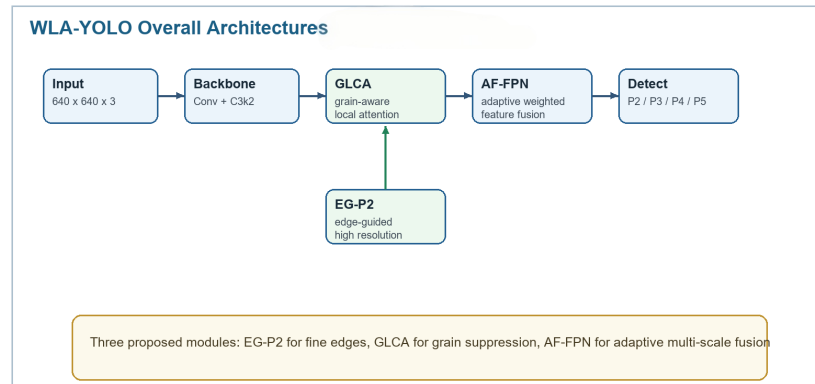 WLA-YOLO Overall Architectures
Input
640 x 640 x 3
Backbone
Conv + C3k2
GLCA
grain-aware
local attention
AF-FPN
adaptive weighted
feature fusion
Detect
P2 / P3 / P4 / P5
EG-P2
edge-guided
high resolution
Three proposed modules: EG-P2 for fine edges, GLCA for grain suppression, AF-FPN for adaptive multi-scale fusion